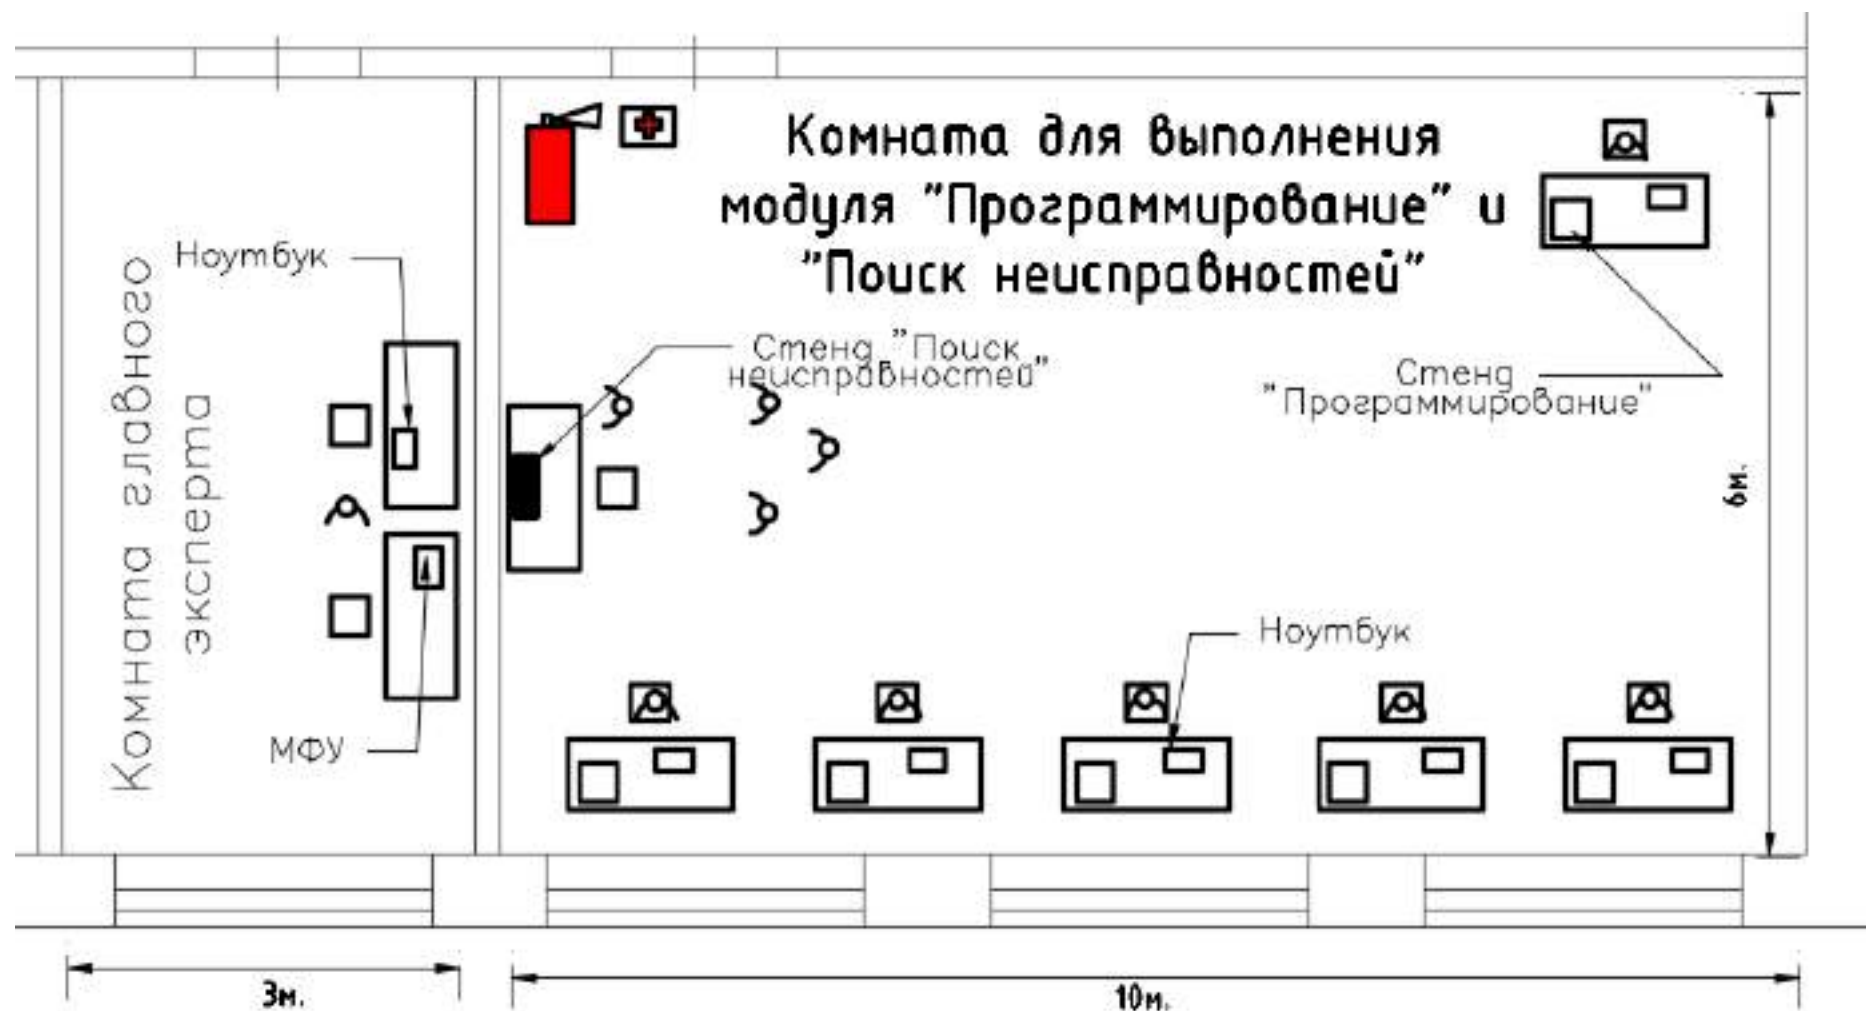 Комната для выполнения
модуля "Программирование" и
"Поиск неисправностей"
Ноутбук
Комната главного
эксперта
МФУ
Стенд "Поиск
неисправностей"
Стенд
"Программирование"
6м.
Ноутбук
3м.
10м.